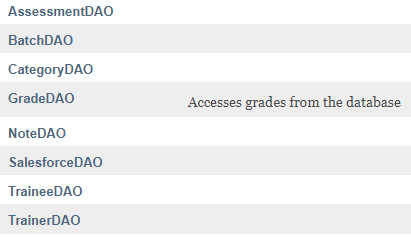 AssessmentDAO
BatchDAO
CategoryDAO
GradeDAO Accesses grades from the database
NoteDAO
SalesforceDAO
TraineeDAO
TrainerDAO